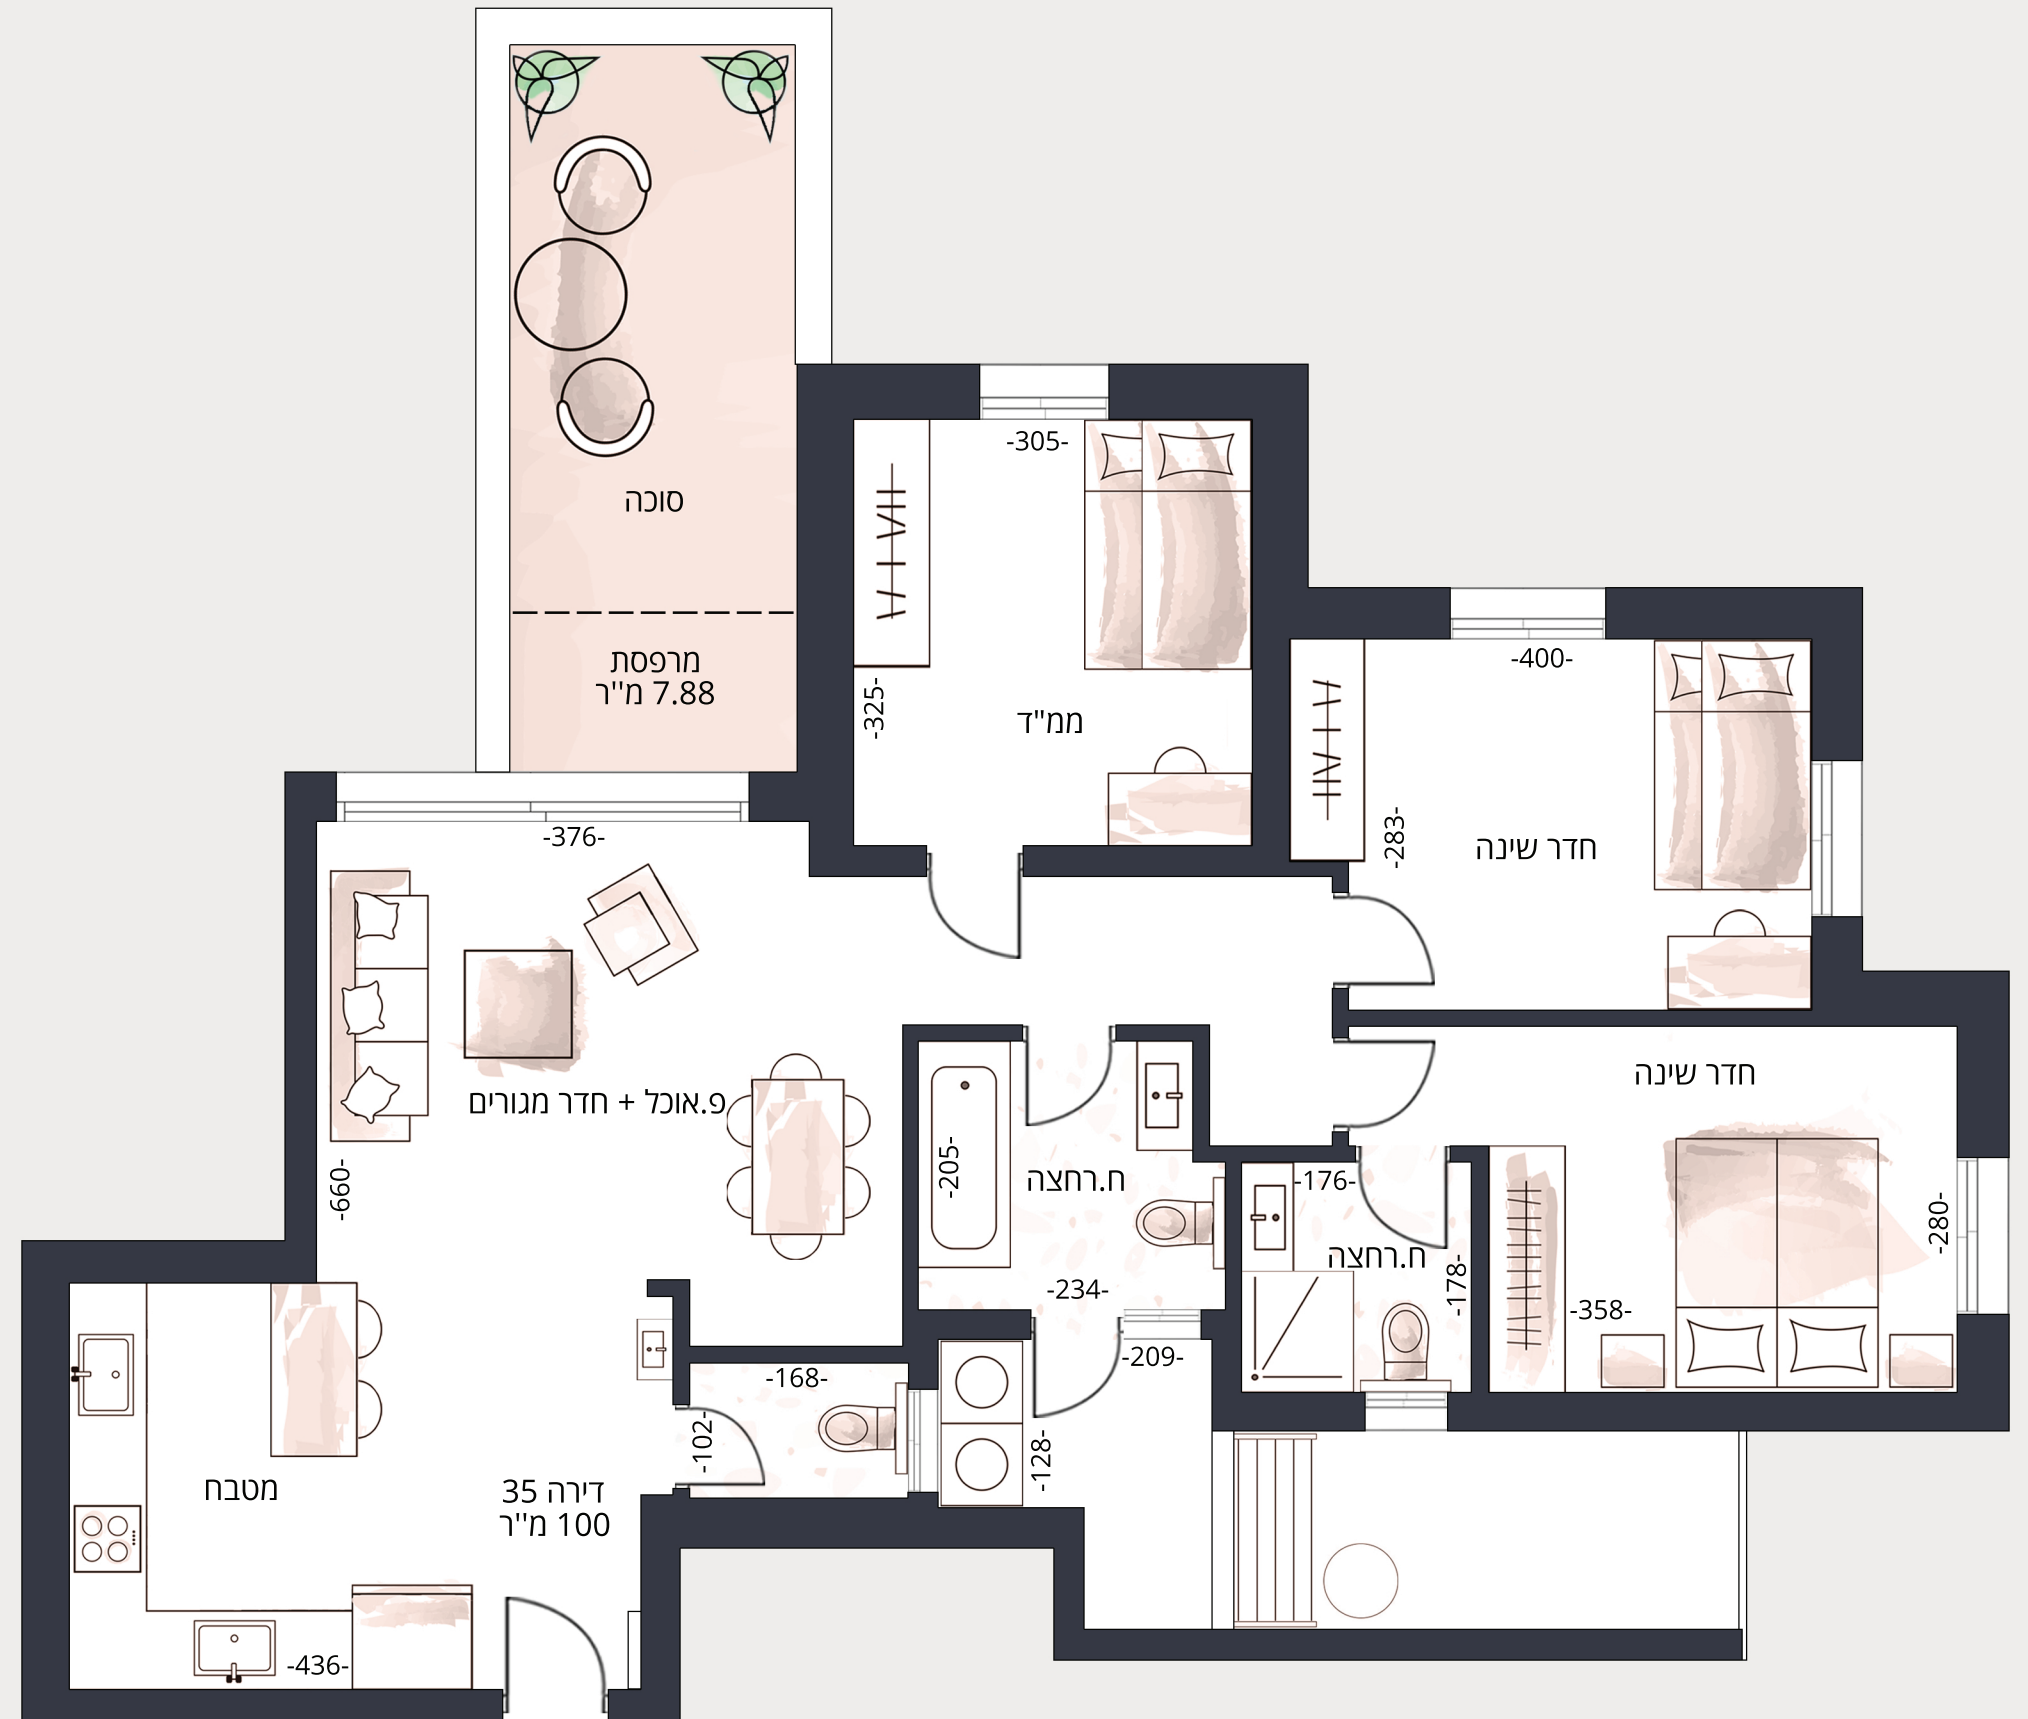 סוכה
מרפסת
7.88 מ''ר
-305-
-325-
ממ"ד
-400-
-283-
חדר שינה
-376-
פ.אוכל + חדר מגורים
-660-
-205-
ח.רחצה
-234-
-176-
ח.רחצה
-178-
חדר שינה
-280-
-358-
-209-
-168-
-102-
-128-
מטבח
דירה 35
100 מ''ר
-436-